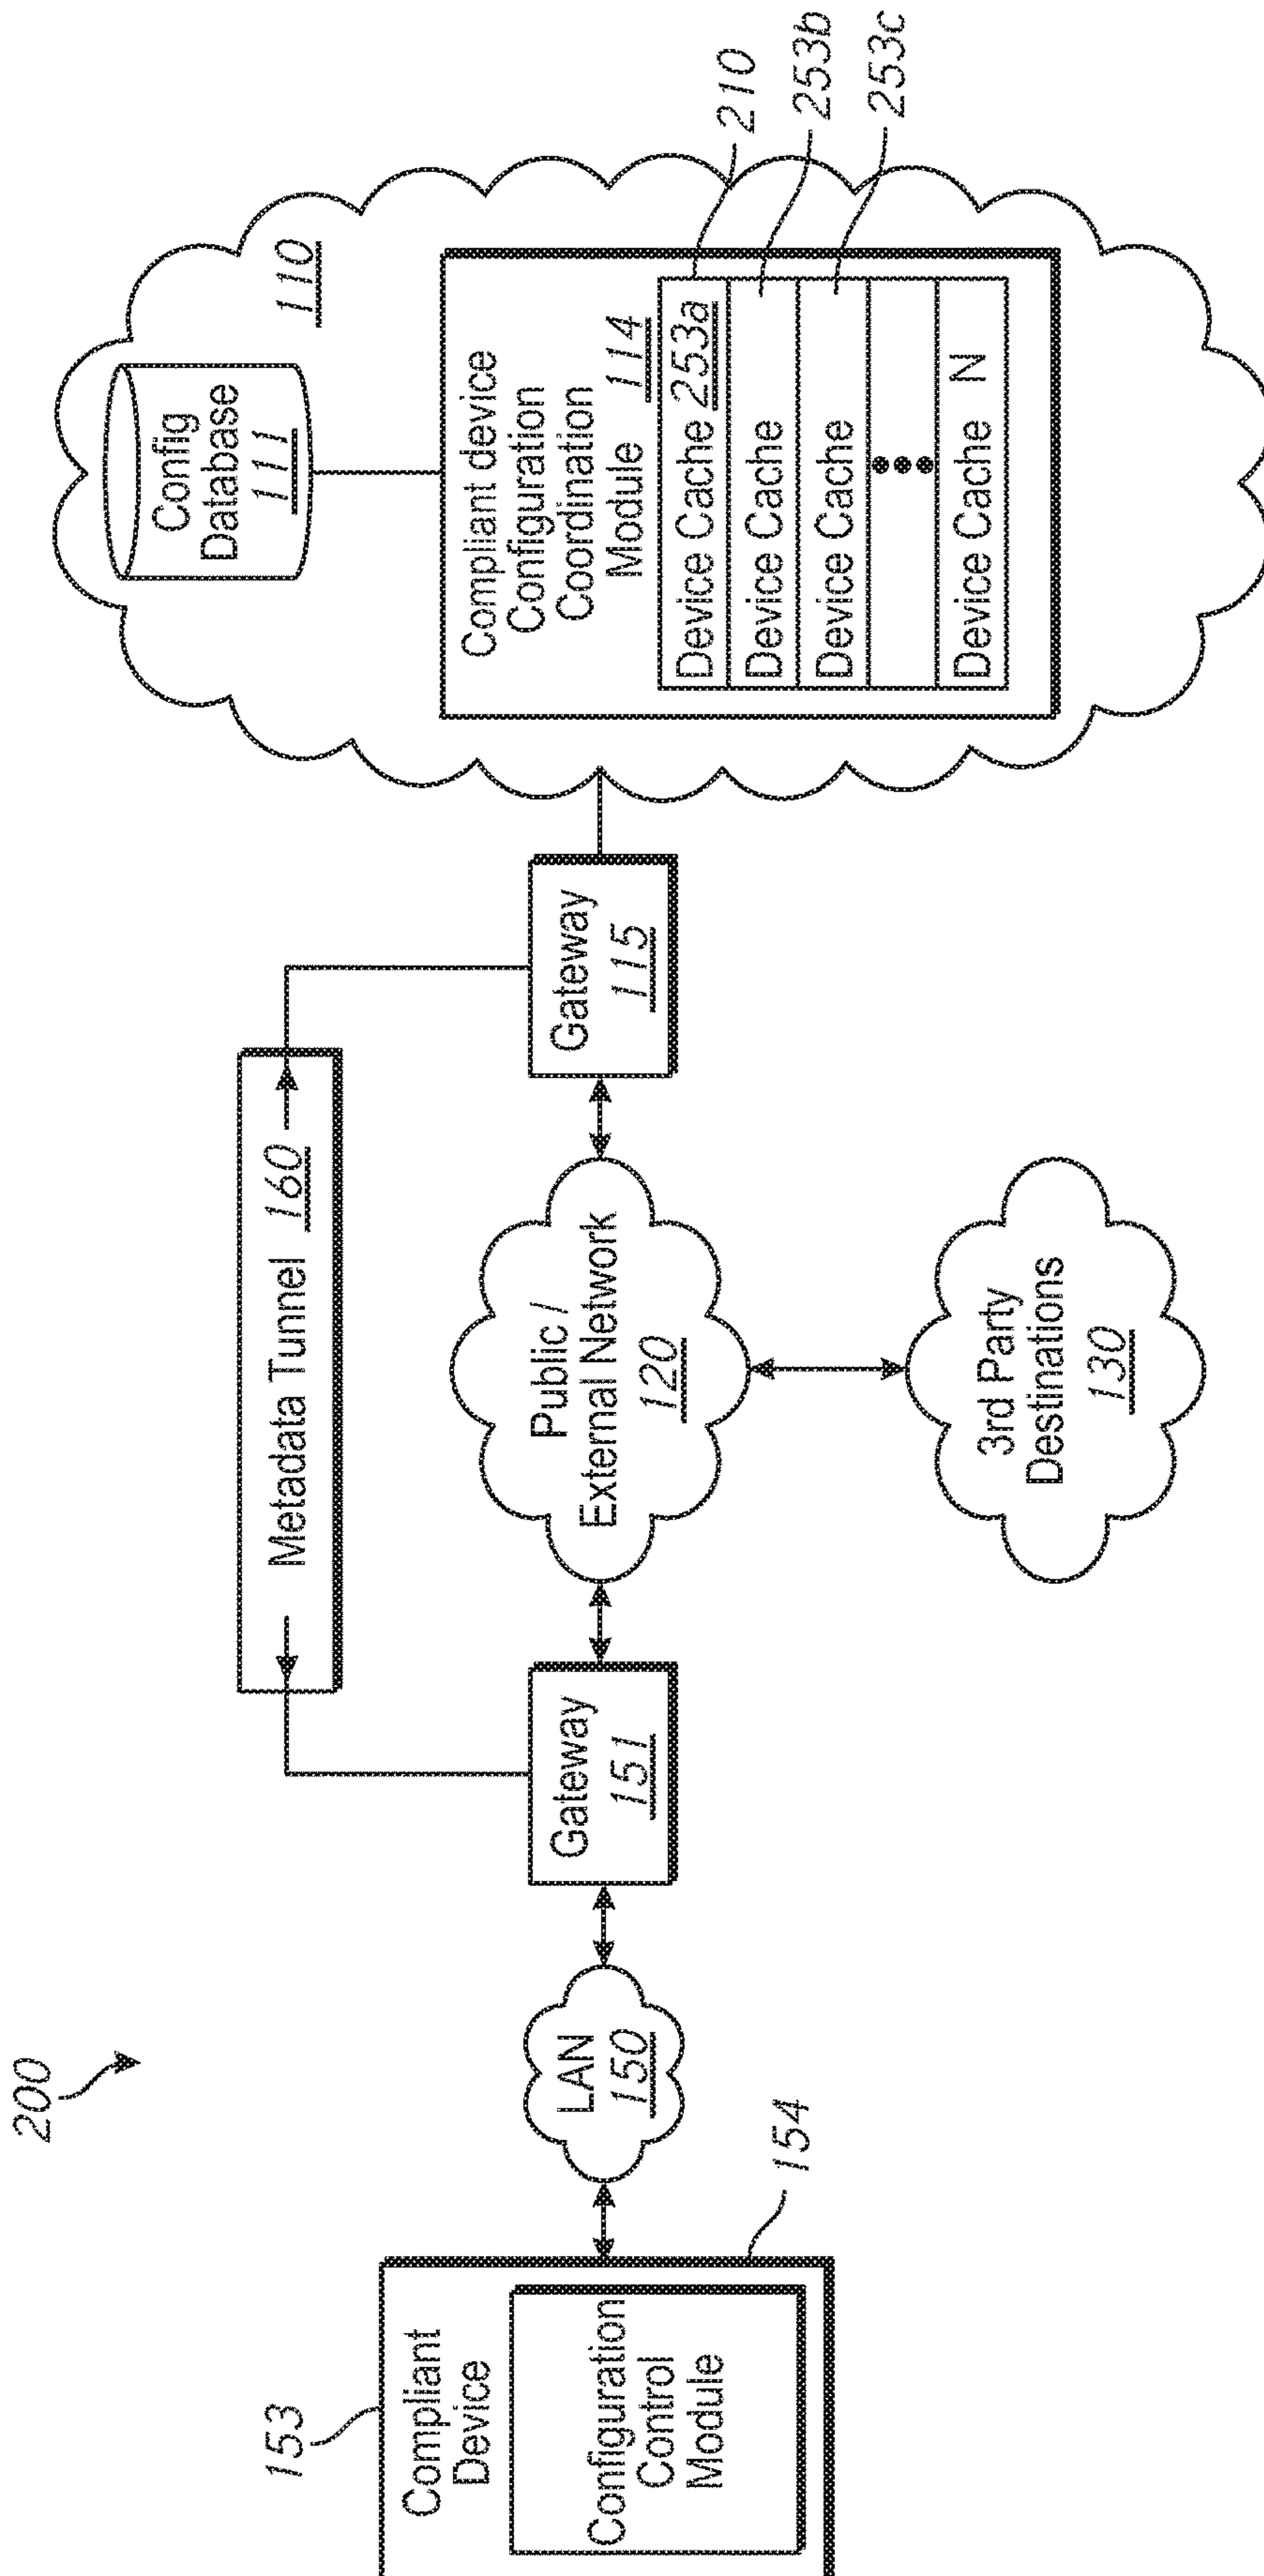 200
153
Compliant
Device
Configuration
Control
Module
154
LAN
150
Gateway
151
Metadata Tunnel 160
Public /
External Network
120
3rd Party
Destinations
130
Gateway
115
110
Config
Database
111
Compliant device
Configuration
Coordination
Module 114
Device Cache 253a
Device Cache
Device Cache
Device Cache N
210
253b
253c